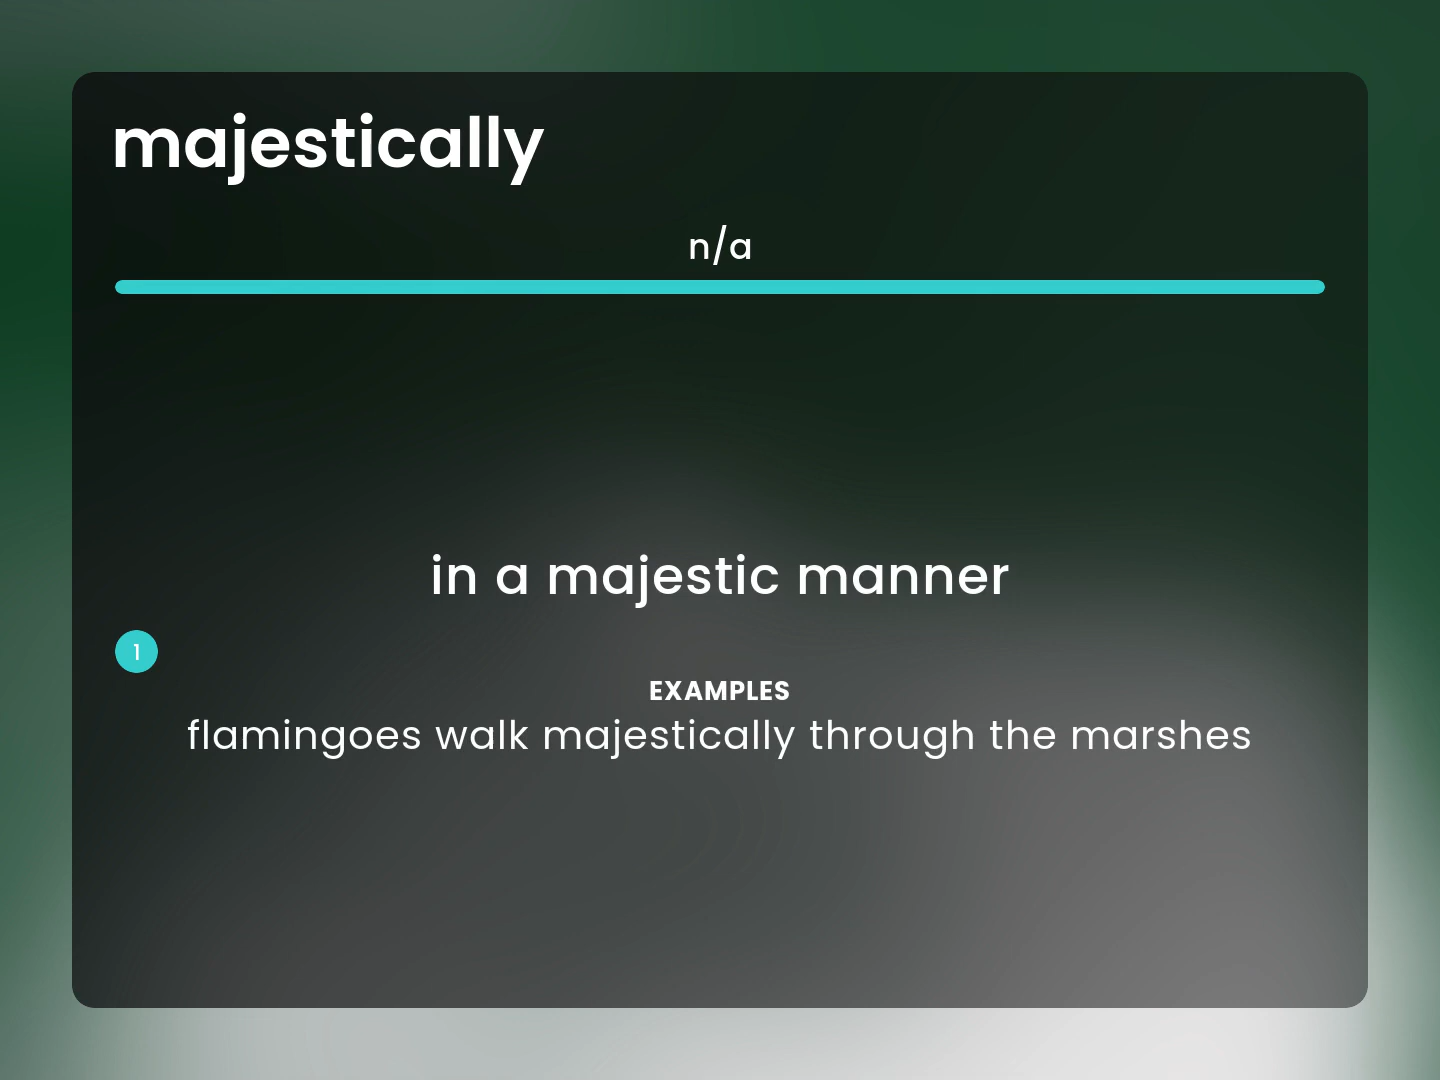 majestically
n/a
in a majestic manner
1
EXAMPLES
flamingoes walk majestically through the marshes